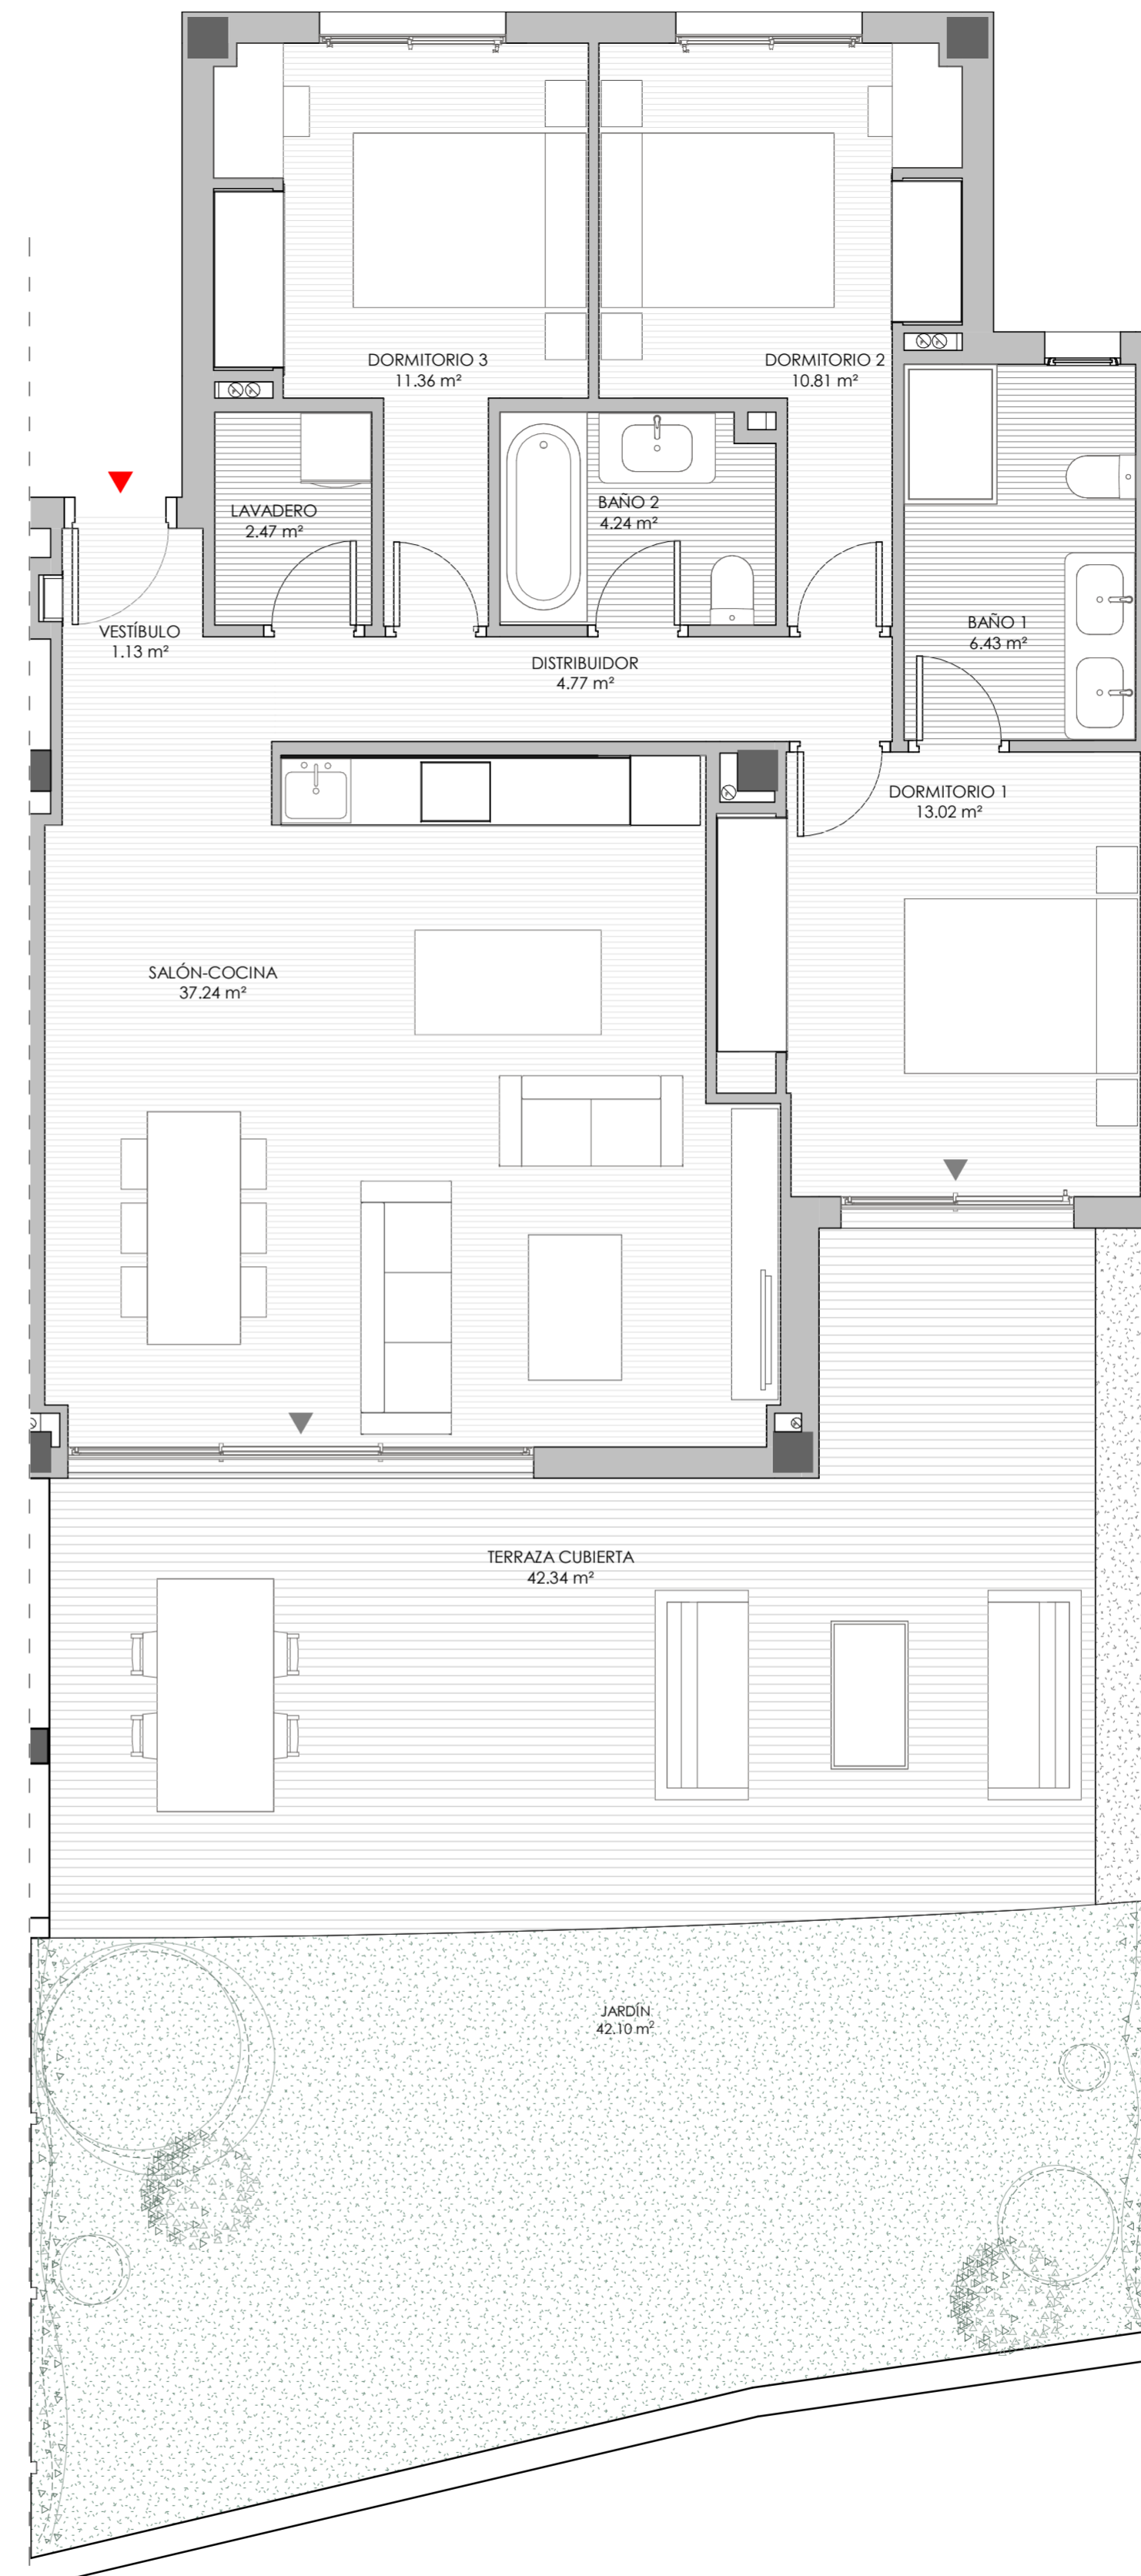 DORMITORIO 3
11.36 m²
DORMITORIO 2
10.81 m²
LAVADERO
2.47 m²
BAÑO 2
4.24 m²
VESTÍBULO
1.13 m²
BAÑO 1
6.43 m²
DISTRIBUIDOR
4.77 m²
DORMITORIO 1
13.02 m²
SALÓN-COCINA
37.24 m²
TERRAZA CUBIERTA
42.34 m²
JARDÍN
42.10 m²